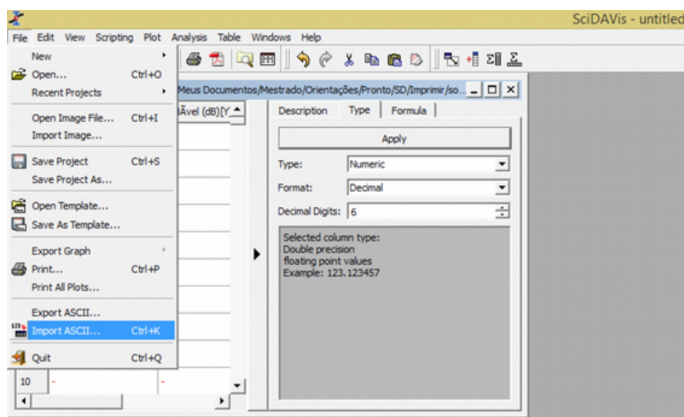 SciDAVis - untitled
File Edit View Scripting Plot Analysis Table Windows Help
New
Open... Ctrl+O
Recent Projects
Open Image File... Ctrl+I
Import Image...
Save Project Ctrl+S
Save Project As...
Open Template...
Save As Template...
Export Graph
Print... Ctrl+P
Print All Plots...
Export ASCII...
Import ASCII... Ctrl+K
Quit Ctrl+Q
10 - -
Meus Documentos/Mestrado/Orientações/Pronto/SD/Imprimir/so...
Ãvel (dB)[Y]
Description Type Formula
Apply
Type: Numeric
Format: Decimal
Decimal Digits: 6
Selected column type:
Double precision
floating point values
Example: 123.123457